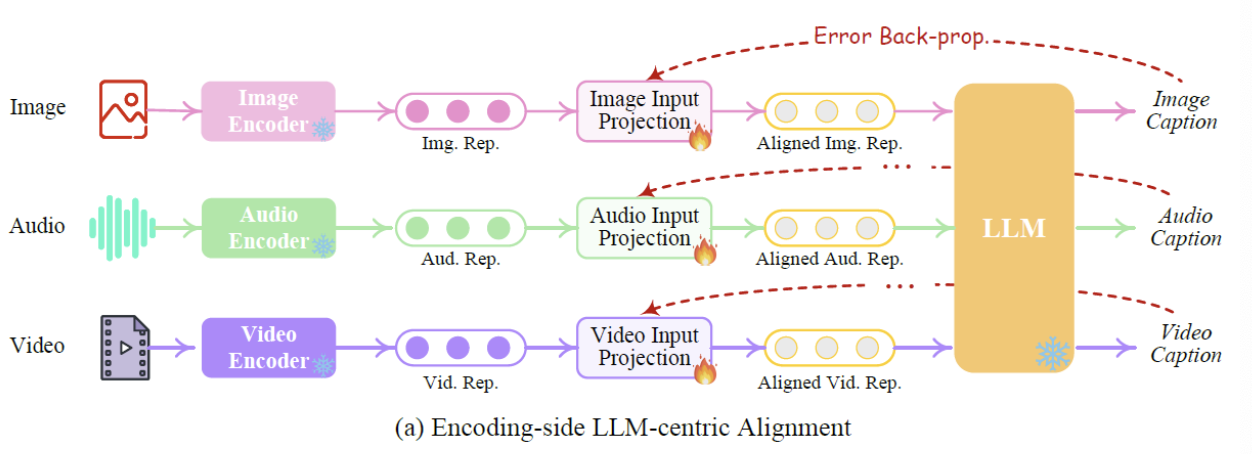 Error Back-prop.
Image
Image
Encoder
Img. Rep.
Image Input
Projection
Aligned Img. Rep.
Image
Caption
Audio
Audio
Encoder
Aud. Rep.
Audio Input
Projection
Aligned Aud. Rep.
LLM
Audio
Caption
Video
Video
Encoder
Vid. Rep.
Video Input
Projection
Aligned Vid. Rep.
Video
Caption
(a) Encoding-side LLM-centric Alignment